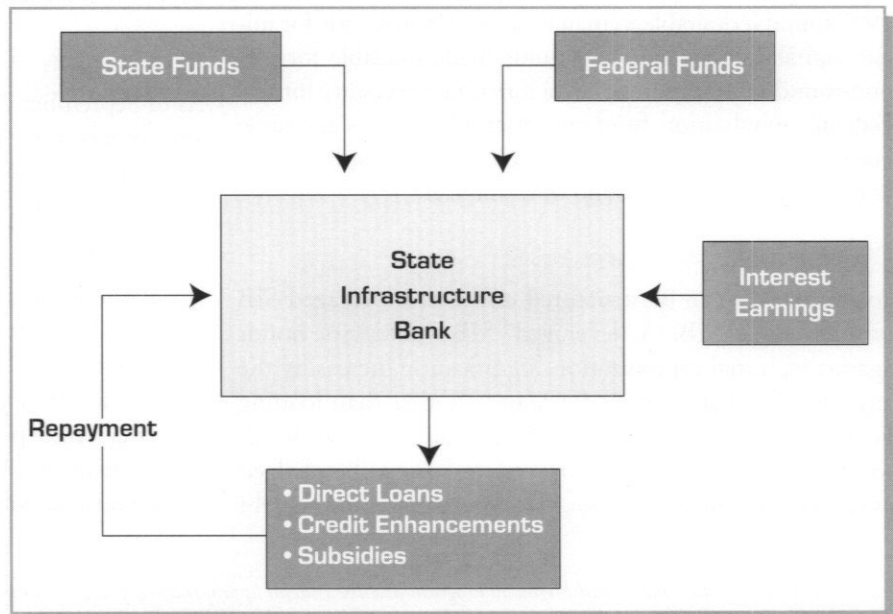 State Funds
Federal Funds
State
Infrastructure
Bank
Interest
Earnings
Repayment
• Direct Loans
• Credit Enhancements
• Subsidies